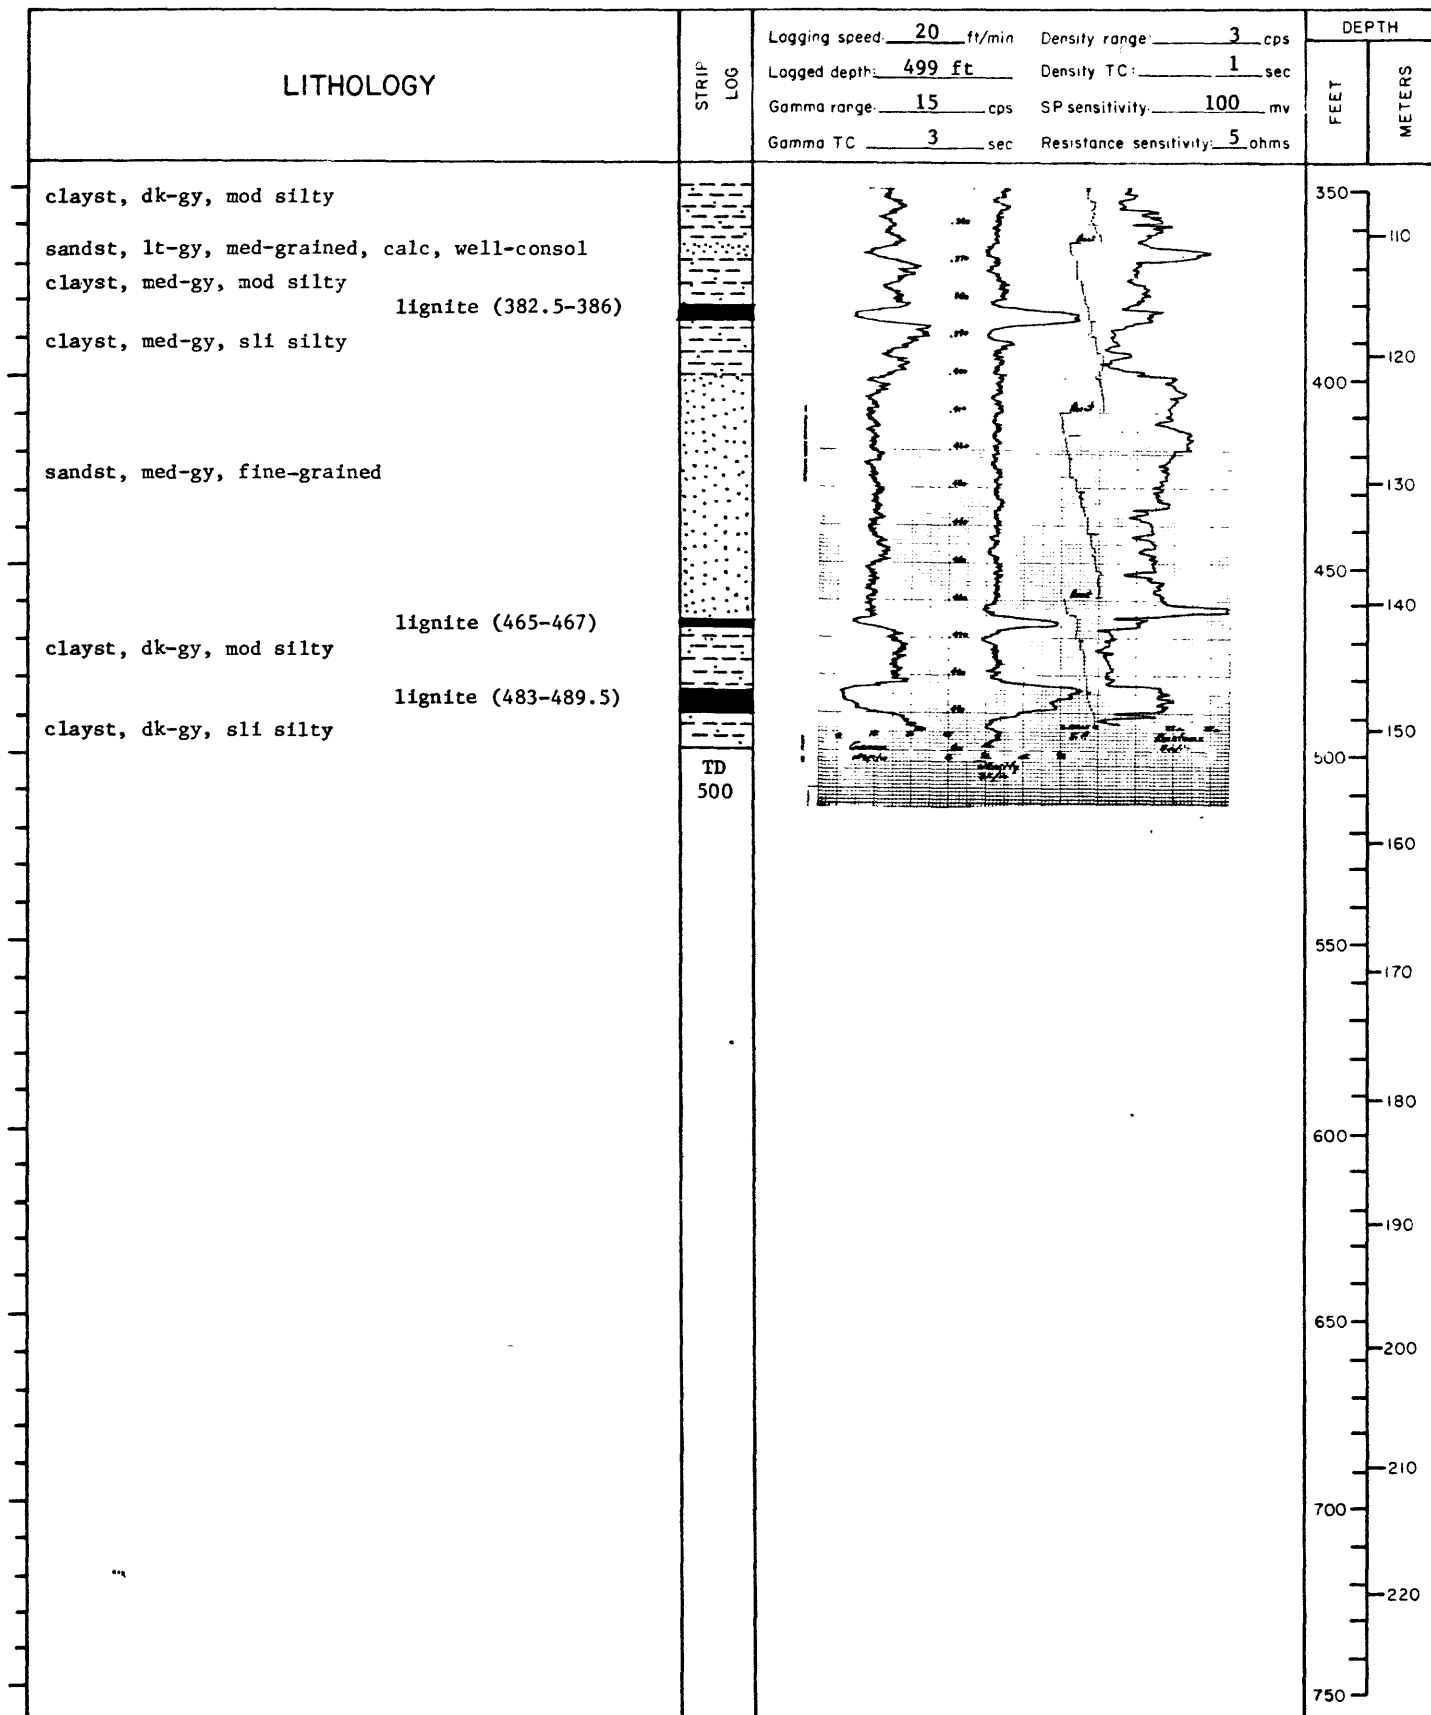 LITHOLOGY
STRIP LOG
Logging speed: 20 ft/min
Density range: 3 cps
Logged depth: 499 ft
Density TC: 1 sec
Gamma range: 15 cps
SP sensitivity: 100 mv
Gamma TC 3 sec
Resistance sensitivity: 5 ohms
DEPTH
FEET
METERS
clayst, dk-gy, mod silty
sandst, lt-gy, med-grained, calc, well-consol
clayst, med-gy, mod silty
lignite (382.5-386)
clayst, med-gy, sli silty
sandst, med-gy, fine-grained
lignite (465-467)
clayst, dk-gy, mod silty
lignite (483-489.5)
clayst, dk-gy, sli silty
TD
500
350
110
120
400
130
450
140
150
500
160
550
170
180
600
190
650
200
210
700
220
750